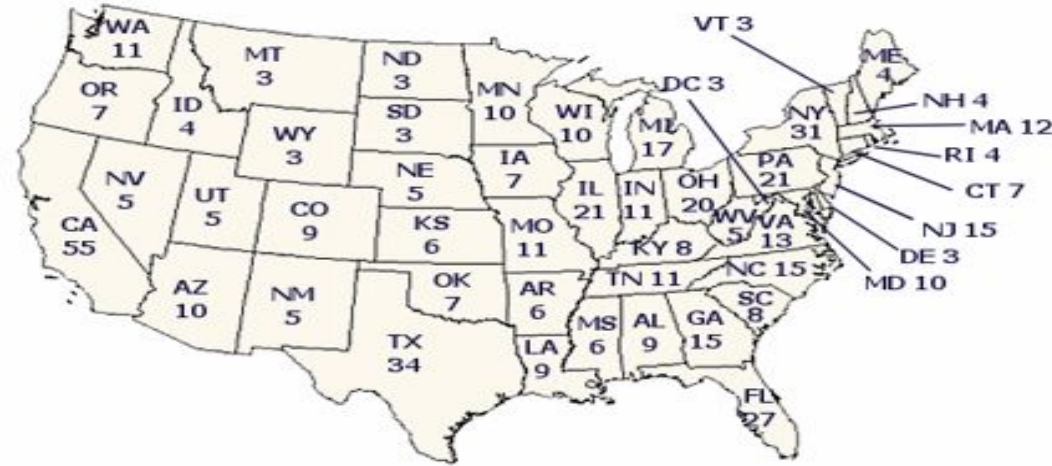 VT 3
WA
11
MT
3
ND
3
ME
4
OR
7
MN
10
DC 3
ID
4
SD
3
WI
10
NY
31
NH 4
MI
17
MA 12
WY
3
RI 4
IA
7
PA
21
NE
5
OH
20
CT 7
NV
5
UT
5
IL
21
IN
11
CO
9
WV
5
NJ 15
CA
55
KS
6
MO
11
VA
13
DE 3
KY 8
MD 10
NC 15
TN 11
AZ
10
OK
7
NM
5
AR
6
SC
8
MS
6
AL
9
GA
15
TX
34
LA
9
FL
27